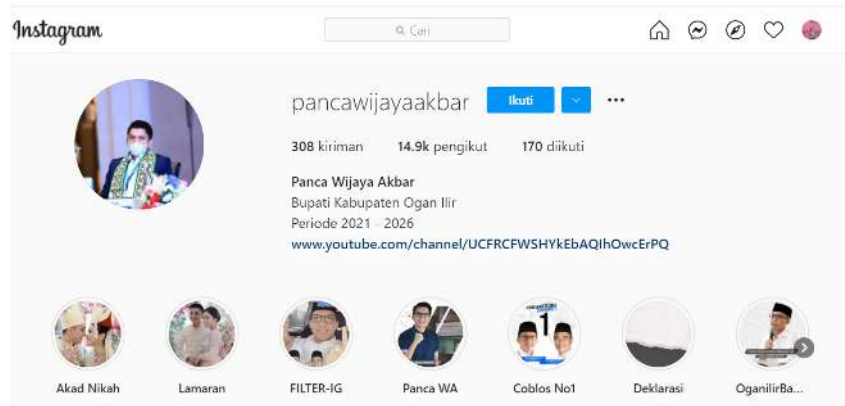 Instagram
Cari
pancawijayaakbar Ikuti
308 kiriman 14.9k pengikut 170 diikuti
Panca Wijaya Akbar
Bupati Kabupaten Ogan Ilir
Periode 2021 - 2026
www.youtube.com/channel/UCFRCFWSHYkEbAQIhOwcErPQ
1
Akad Nikah Lamaran FILTER-IG Panca WA Coblos No1 Deklarasi OganilirBa...